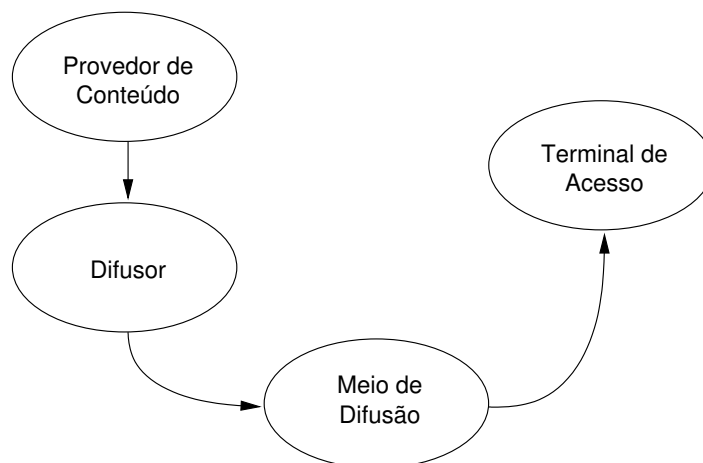 Provedor de
Conteúdo
Terminal de
Acesso
Difusor
Meio de
Difusão